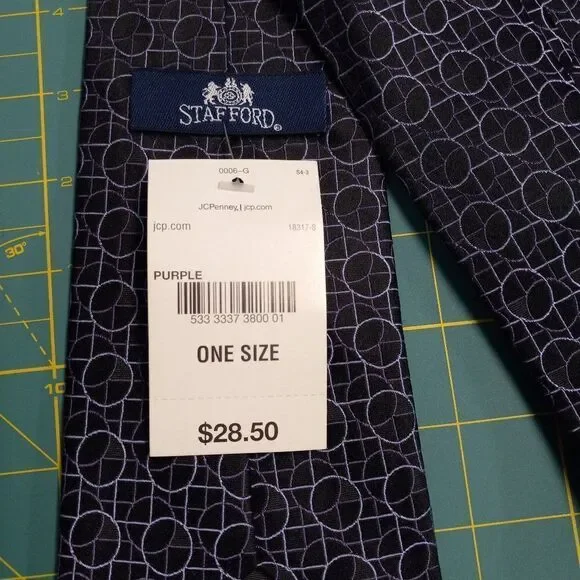 4
3
2
30°
10
STAFFORD®
0006-G
54-3
JCPenney | jcp.com
jcp.com
18317-8
PURPLE
533 3337 3800 01
ONE SIZE
$28.50